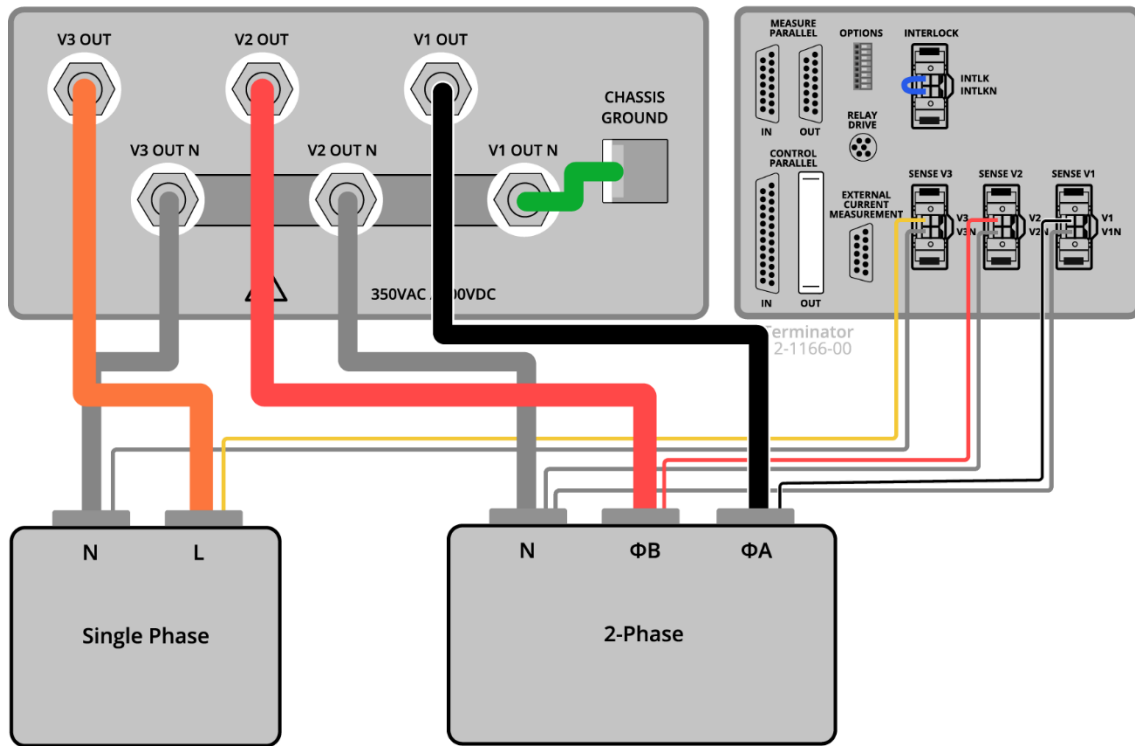 V3 OUT
V2 OUT
V1 OUT
CHASSIS
GROUND
V3 OUT N
V2 OUT N
V1 OUT N
350VAC
VDC
MEASURE
PARALLEL
OPTIONS
INTERLOCK
INTLK
INTLKN
IN
OUT
RELAY
DRIVE
CONTROL
PARALLEL
EXTERNAL
CURRENT
MEASUREMENT
SENSE V3
SENSE V2
SENSE V1
V3
V3N
V2
V2N
V1
V1N
IN
OUT
2-1166-00
N
L
Single Phase
N
ΦB
ΦA
2-Phase